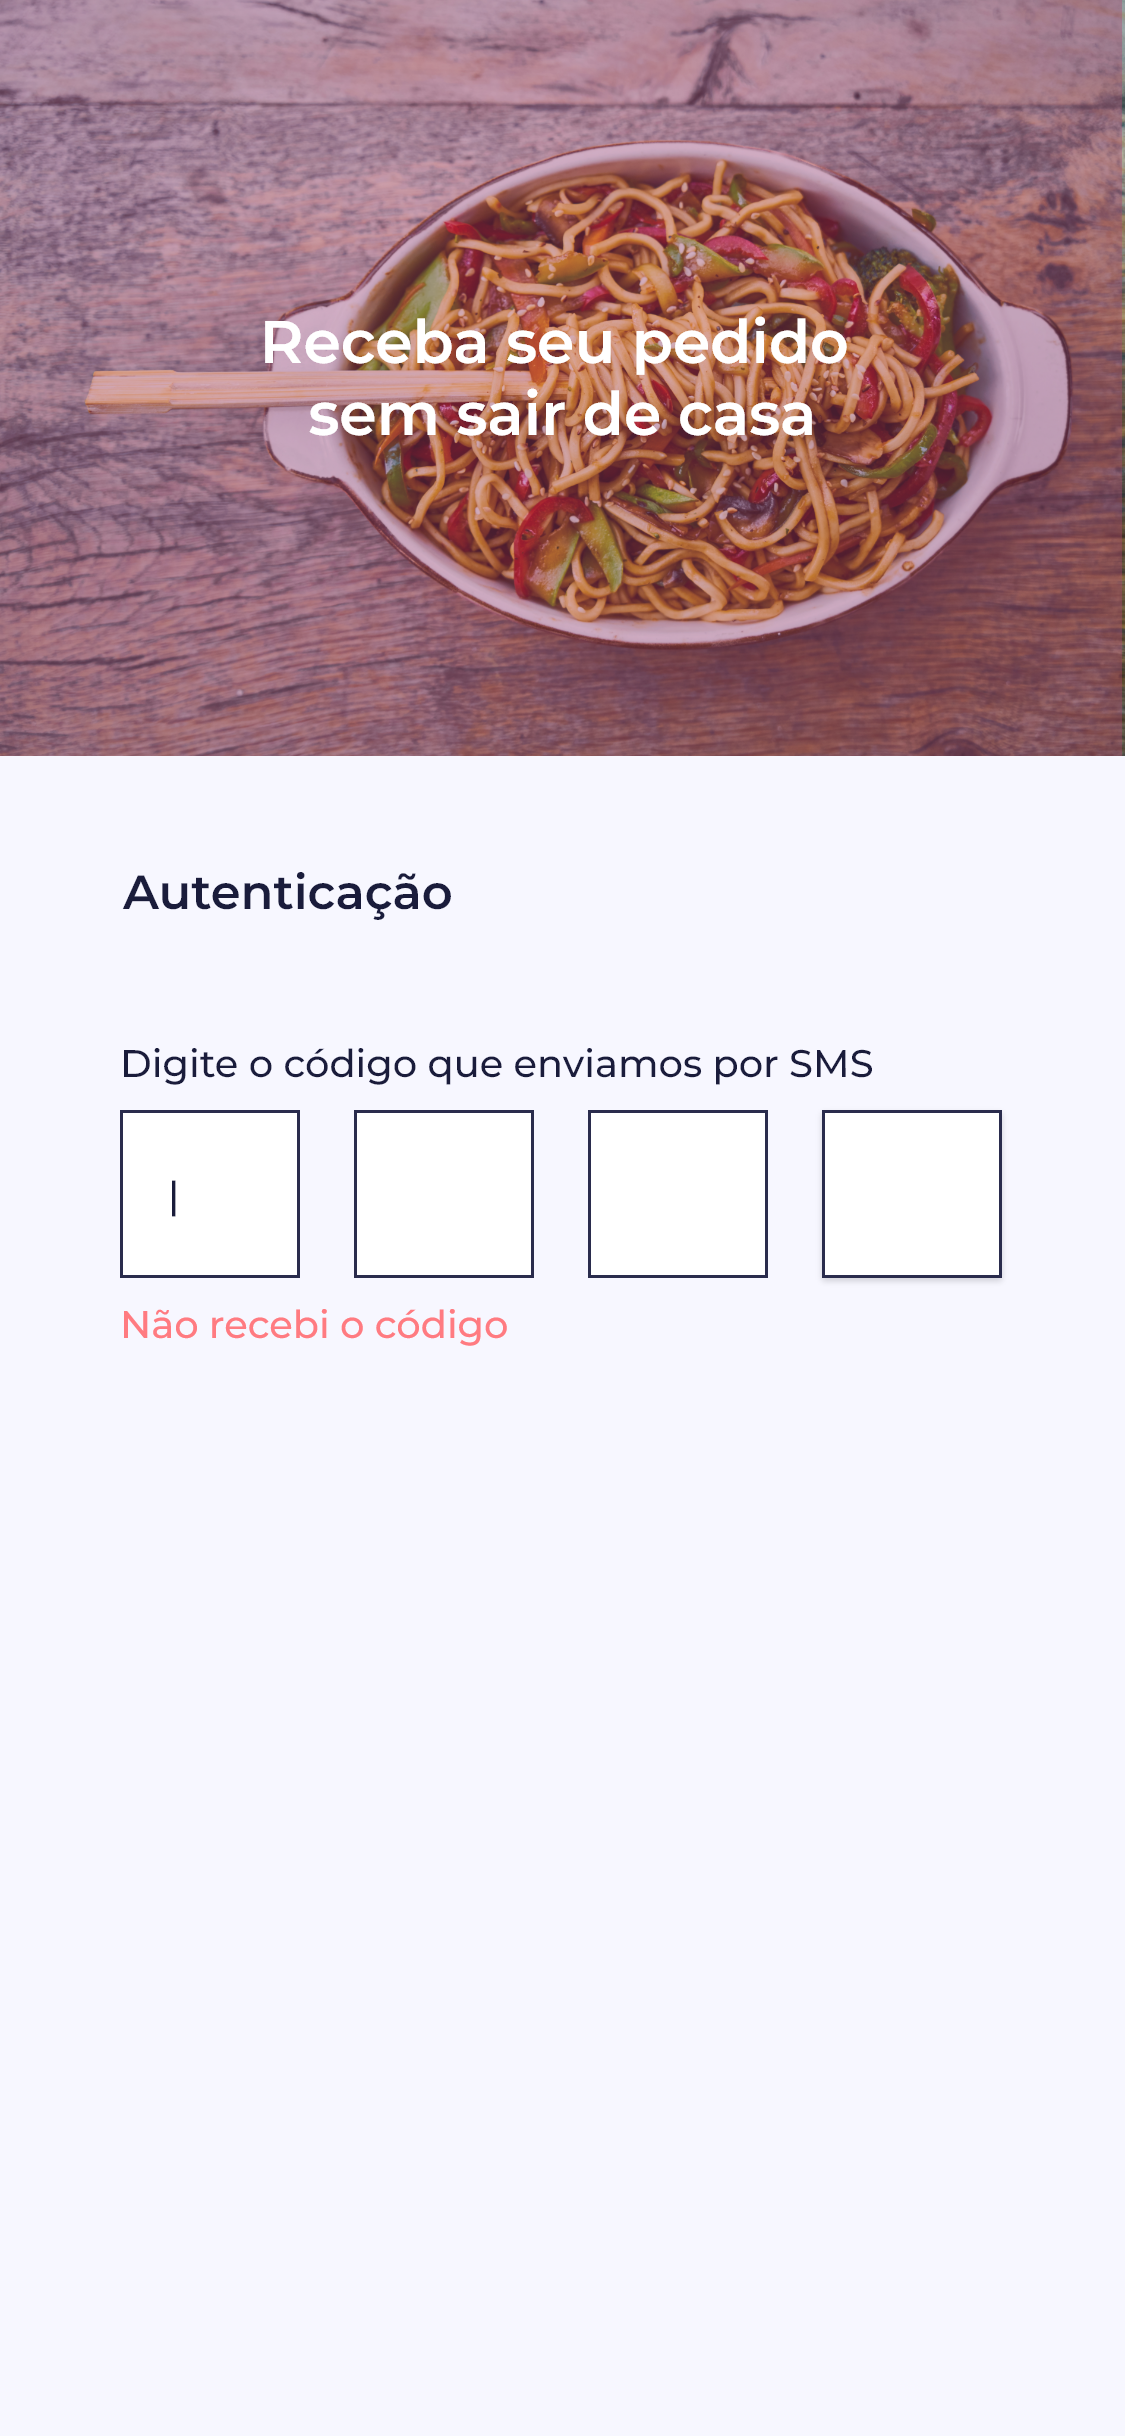 Receba seu pedido
sem sair de casa
Autenticação
Digite o código que enviamos por SMS
Não recebi o código